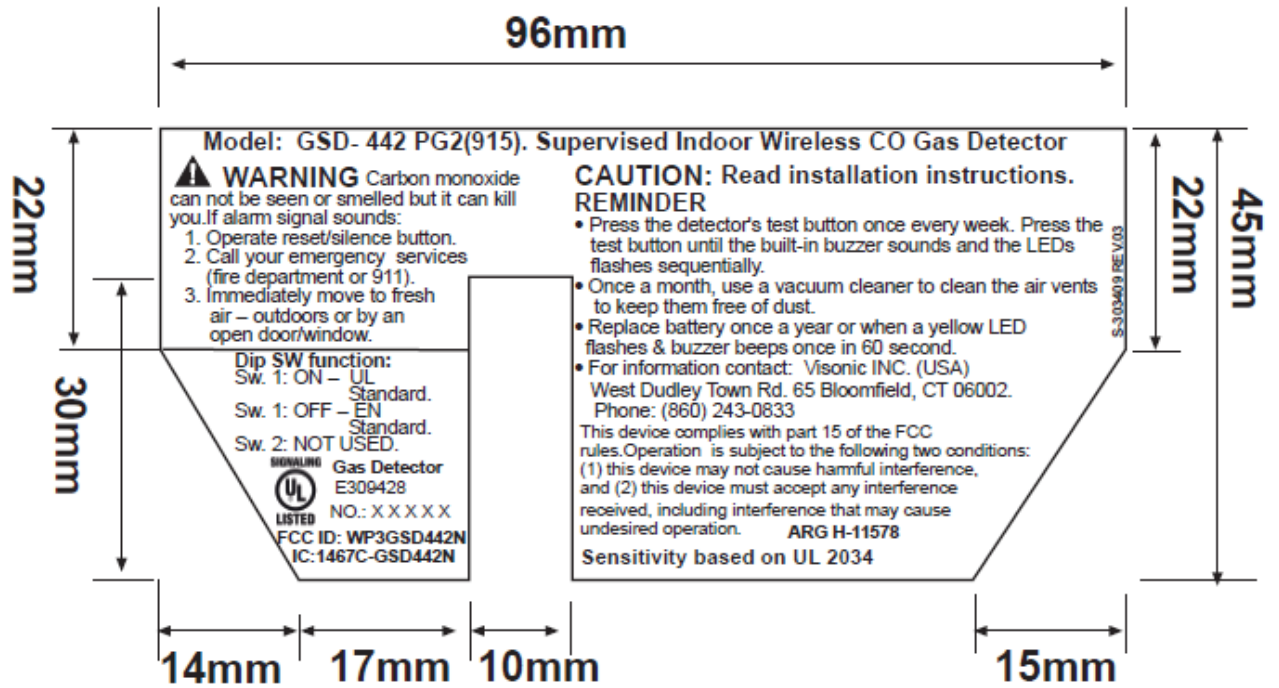 96mm
Model: GSD- 442 PG2(915). Supervised Indoor Wireless CO Gas Detector
WARNING Carbon monoxide
can not be seen or smelled but it can kill
you.If alarm signal sounds:
1. Operate reset/silence button.
2. Call your emergency services
(fire department or 911).
3. Immediately move to fresh
air – outdoors or by an
open door/window.
Dip SW function:
Sw. 1: ON – UL
Standard.
Sw. 1: OFF – EN
Standard.
Sw. 2: NOT USED.
SIGNALING
UL
LISTED
Gas Detector
E309428
NO.: X X X X X
FCC ID: WP3GSD442N
IC:1467C-GSD442N
CAUTION: Read installation instructions.
REMINDER
• Press the detector's test button once every week. Press the
test button until the built-in buzzer sounds and the LEDs
flashes sequentially.
• Once a month, use a vacuum cleaner to clean the air vents
to keep them free of dust.
• Replace battery once a year or when a yellow LED
flashes & buzzer beeps once in 60 second.
• For information contact: Visonic INC. (USA)
West Dudley Town Rd. 65 Bloomfield, CT 06002.
Phone: (860) 243-0833
This device complies with part 15 of the FCC
rules.Operation is subject to the following two conditions:
(1) this device may not cause harmful interference,
and (2) this device must accept any interference
received, including interference that may cause
undesired operation. ARG H-11578
Sensitivity based on UL 2034
S-303409 REV.03
22mm
30mm
22mm
45mm
14mm
17mm
10mm
15mm